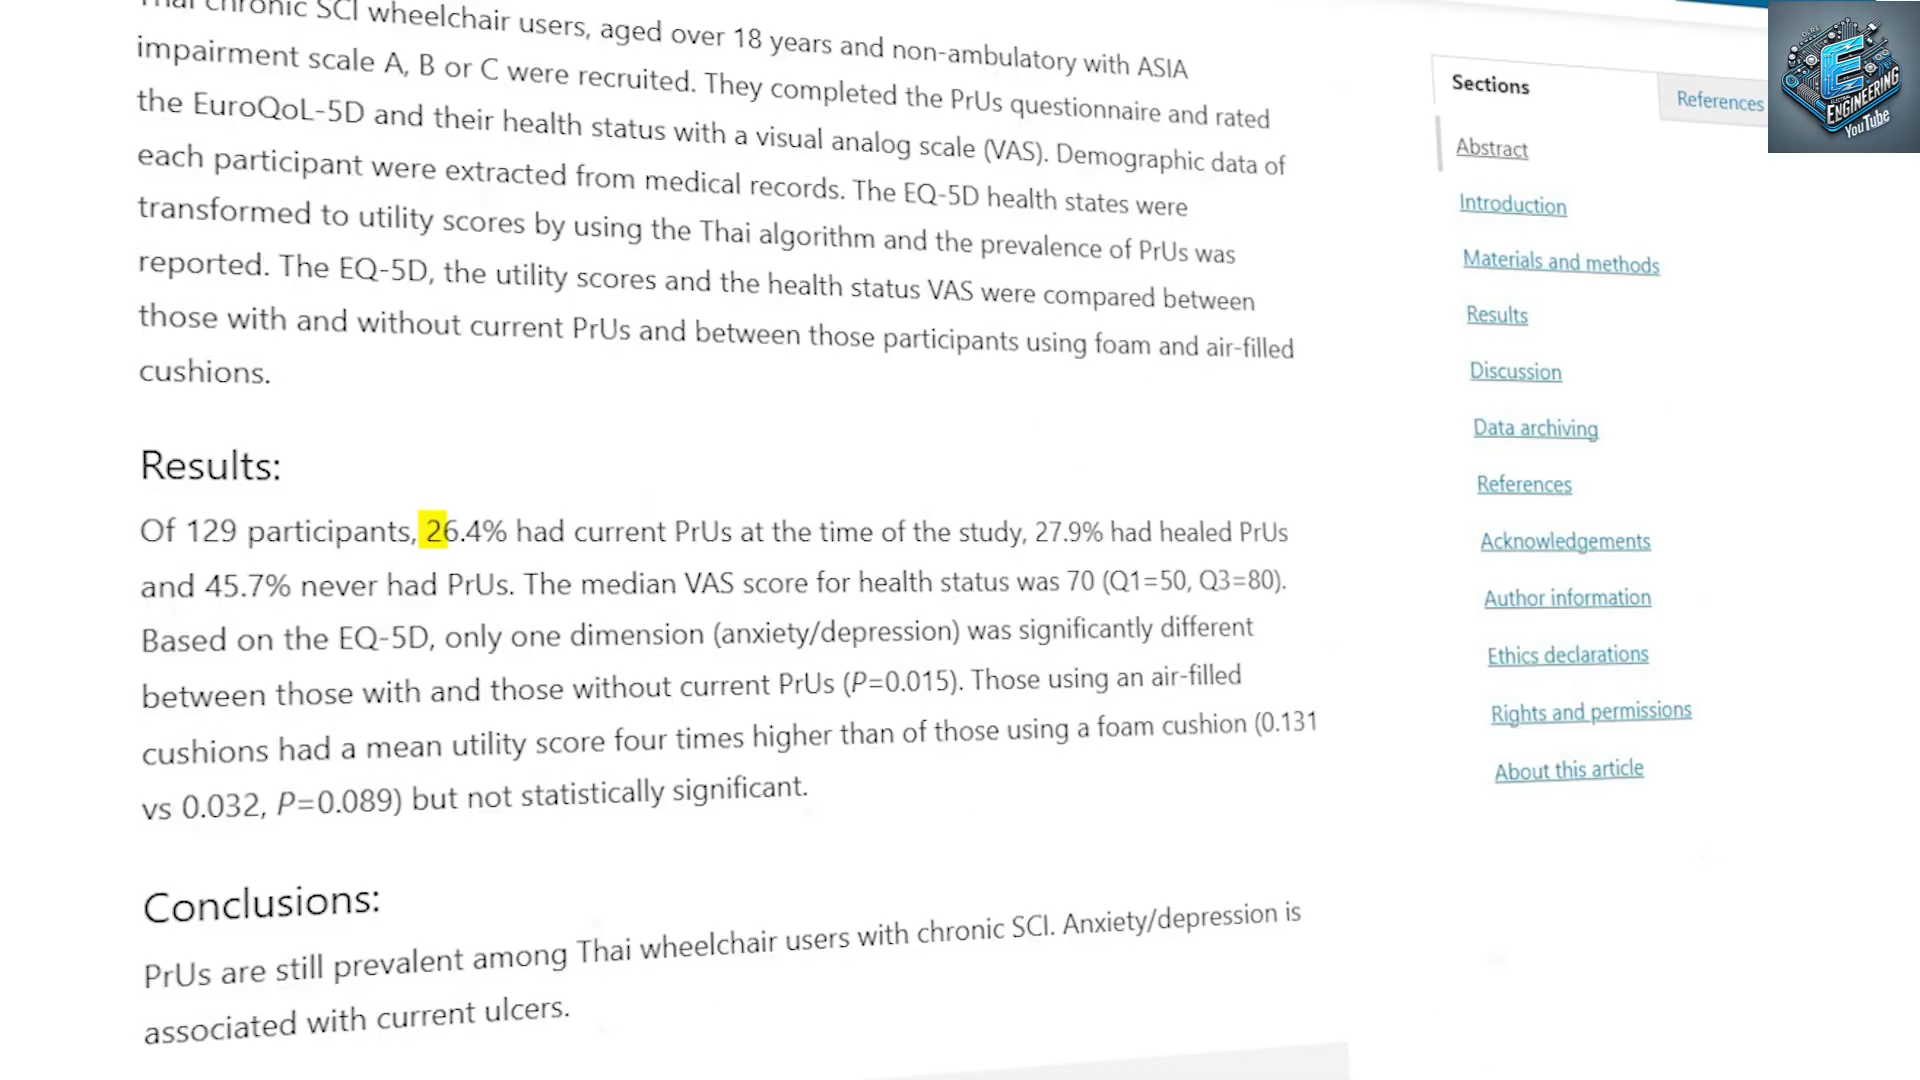 Thai chronic SCI wheelchair users, aged over 18 years and non-ambulatory with ASIA
impairment scale A, B or C were recruited. They completed the PrUs questionnaire and rated
the EuroQoL-5D and their health status with a visual analog scale (VAS). Demographic data of
each participant were extracted from medical records. The EQ-5D health states were
transformed to utility scores by using the Thai algorithm and the prevalence of PrUs was
reported. The EQ-5D, the utility scores and the health status VAS were compared between
those with and without current PrUs and between those participants using foam and air-filled
cushions.
Results:
Of 129 participants, 26.4% had current PrUs at the time of the study, 27.9% had healed PrUs
and 45.7% never had PrUs. The median VAS score for health status was 70 (Q1=50, Q3=80).
Based on the EQ-5D, only one dimension (anxiety/depression) was significantly different
between those with and those without current PrUs (P=0.015). Those using an air-filled
cushions had a mean utility score four times higher than of those using a foam cushion (0.131
vs 0.032, P=0.089) but not statistically significant.
Conclusions:
PrUs are still prevalent among Thai wheelchair users with chronic SCI. Anxiety/depression is
associated with current ulcers.
Sections
References
Abstract
Introduction
Materials and methods
Results
Discussion
Data archiving
References
Acknowledgements
Author information
Ethics declarations
Rights and permissions
About this article
E
ENGINEERING
YouTube